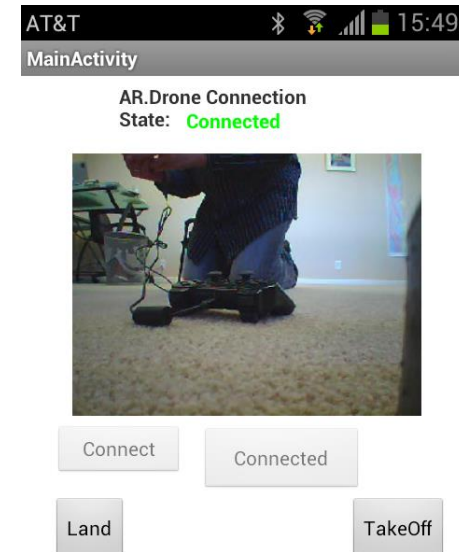 AT&T 15:49
MainActivity
AR.Drone Connection
State: Connected
Connect
Connected
Land
TakeOff